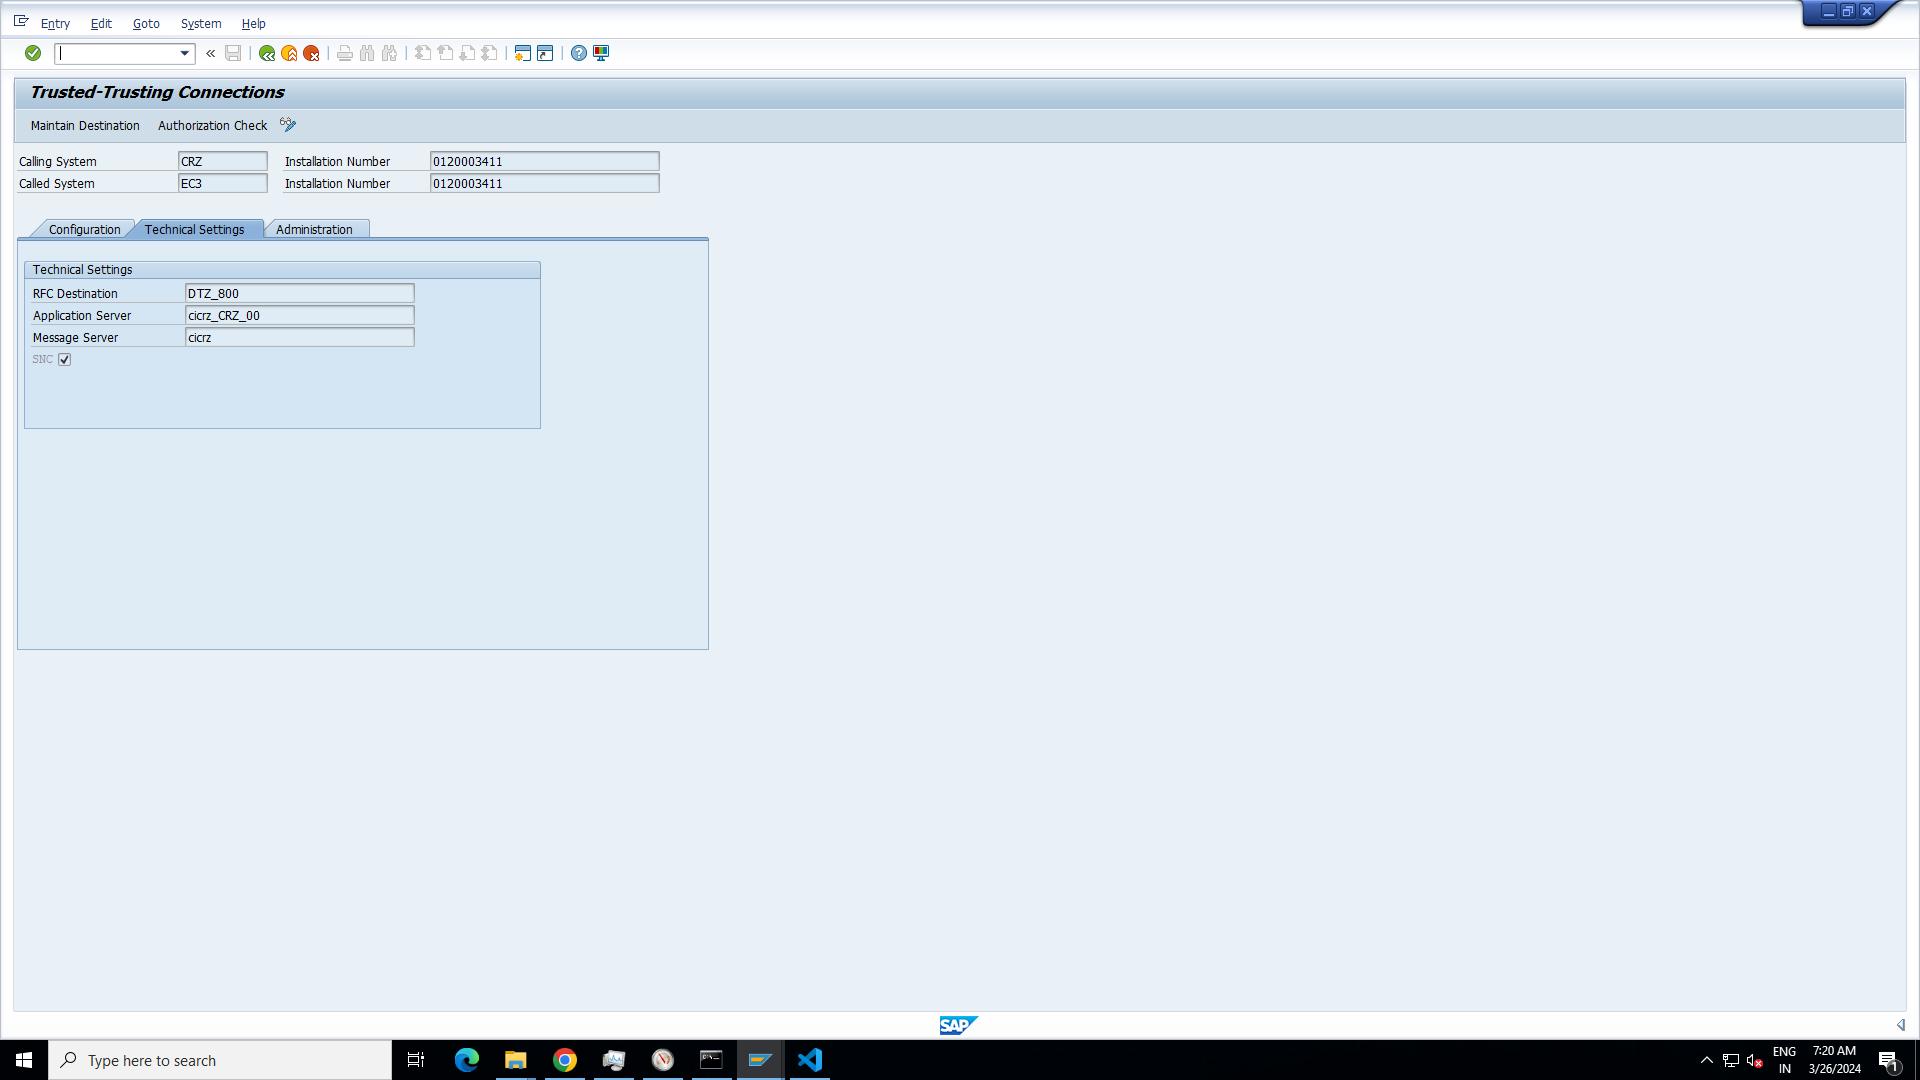 Entry Edit Goto System Help
Trusted-Trusting Connections
Maintain Destination Authorization Check
Calling System CRZ Installation Number 0120003411
Called System EC3 Installation Number 0120003411
Configuration Technical Settings Administration
Technical Settings
RFC Destination DTZ_800
Application Server cicrz_CRZ_00
Message Server cicrz
SNC
SAP
Type here to search
ENG
IN
7:20 AM
3/26/2024
1